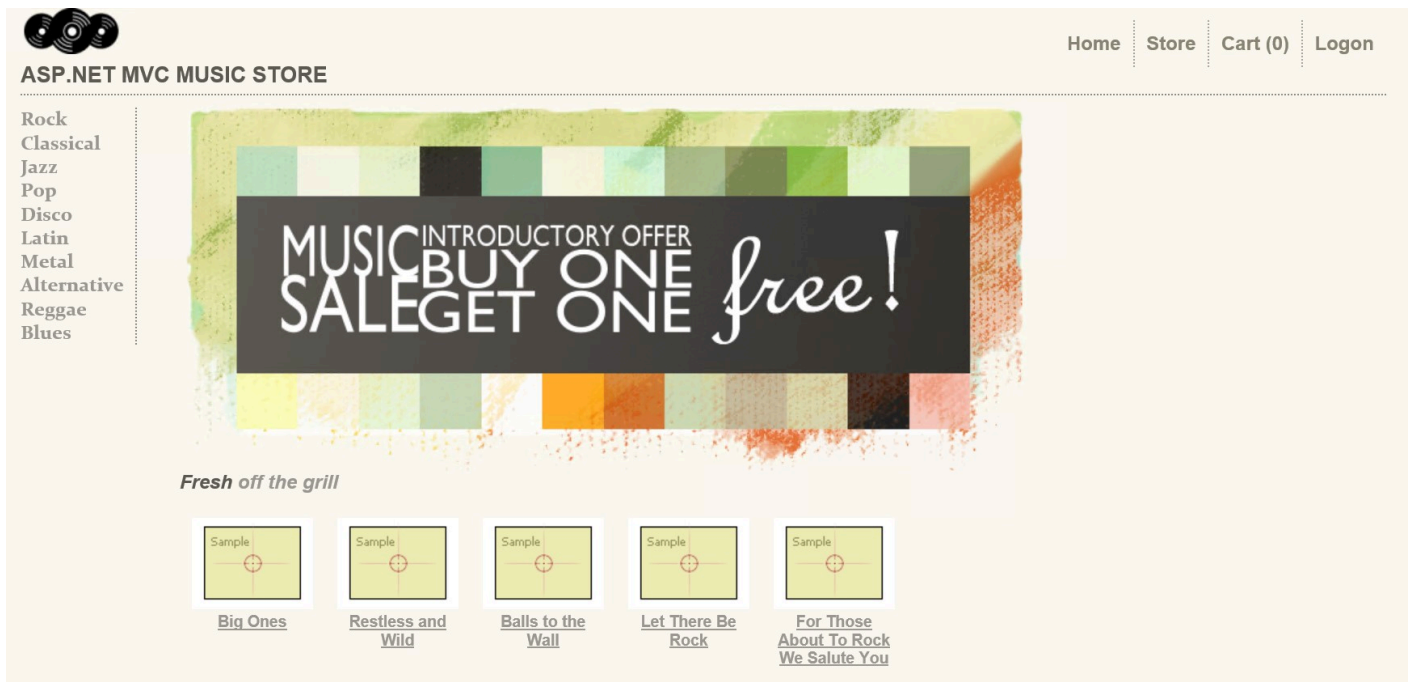 Home Store Cart (0) Logon
ASP.NET MVC MUSIC STORE
Rock
Classical
Jazz
Pop
Disco
Latin
Metal
Alternative
Reggae
Blues
MUSIC SALE
INTRODUCTORY OFFER
BUY ONE
GET ONE
free!
Fresh off the grill
Sample Sample Sample Sample Sample
Big Ones
Restless and
Wild
Balls to the
Wall
Let There Be
Rock
For Those
About To Rock
We Salute You